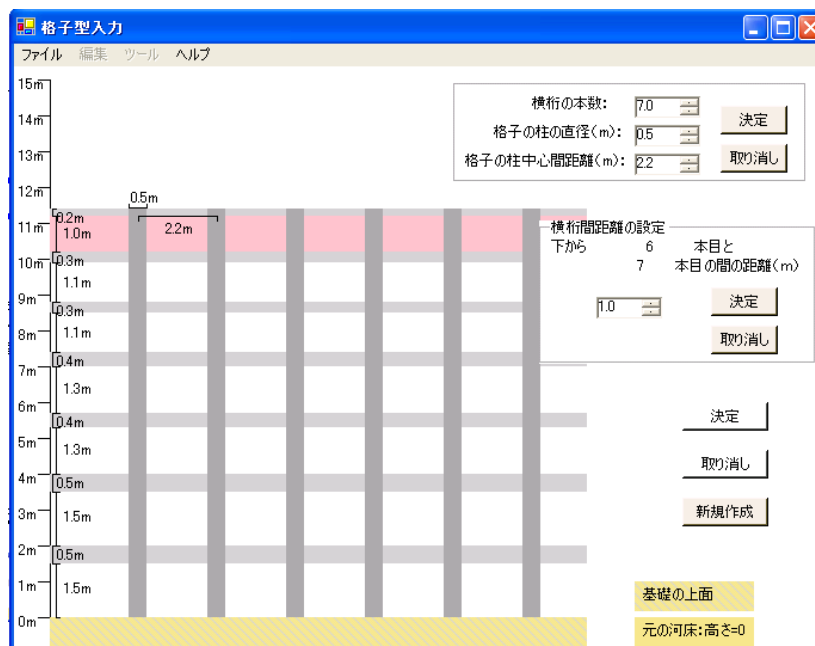 格子型入力
ファイル 編集 ツール ヘルプ
15m
14m
13m
12m
11m
10m
9m
8m
7m
6m
5m
4m
3m
2m
1m
0m
0.5m
2.2m
0.2m
1.0m
0.3m
1.1m
0.3m
1.1m
0.4m
1.3m
0.4m
1.3m
0.5m
1.5m
0.5m
1.5m
横桁の本数: 7.0
格子の柱の直径(m): 0.5
格子の柱中心間距離(m): 2.2
決定
取り消し
横桁間距離の設定
下から 6 本目と
7 本目の間の距離(m)
1.0
決定
取り消し
決定
取り消し
新規作成
基礎の上面
元の河床:高さ=0